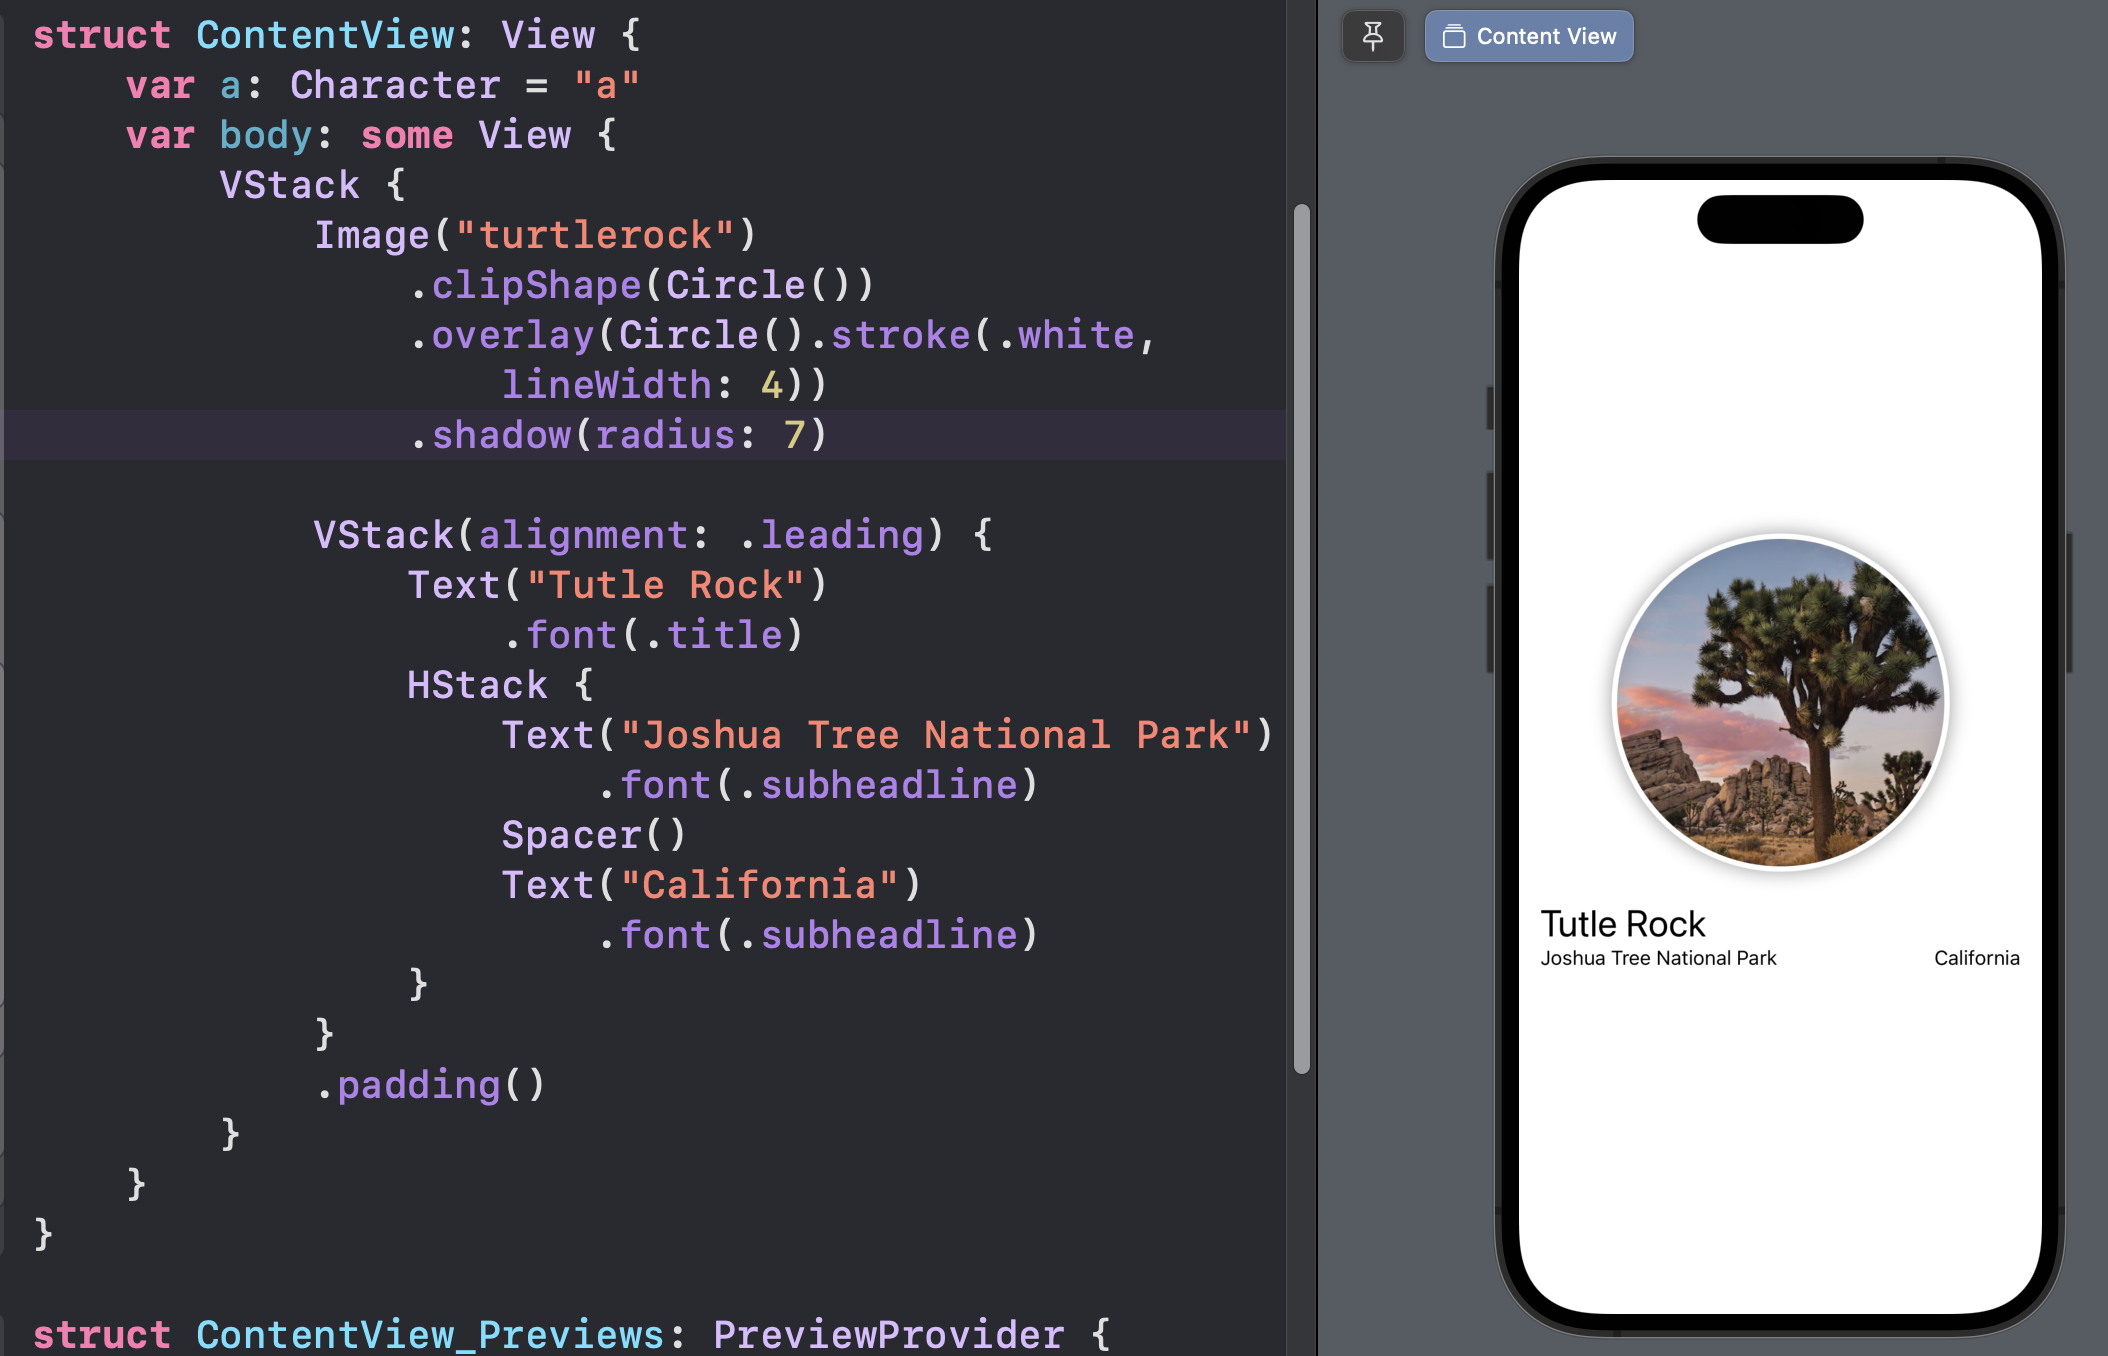 struct ContentView: View {
var a: Character = "a"
var body: some View {
VStack {
Image("turtlerock")
.clipShape(Circle())
.overlay(Circle().stroke(.white,
lineWidth: 4))
.shadow(radius: 7)
VStack(alignment: .leading) {
Text("Tutle Rock")
.font(.title)
HStack {
Text("Joshua Tree National Park")
.font(.subheadline)
Spacer()
Text("California")
.font(.subheadline)
}
}
.padding()
}
}
}
struct ContentView_Previews: PreviewProvider {
Content View
Tutle Rock
Joshua Tree National Park
California